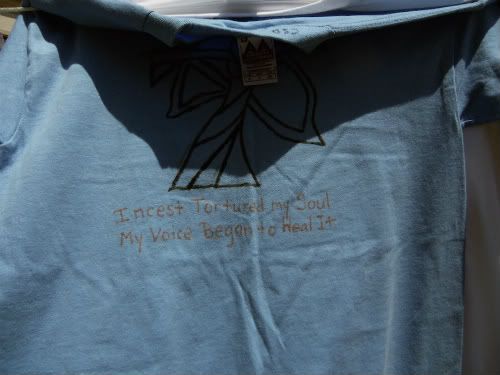 Incest Tortured my Soul
My Voice Began to Heal It